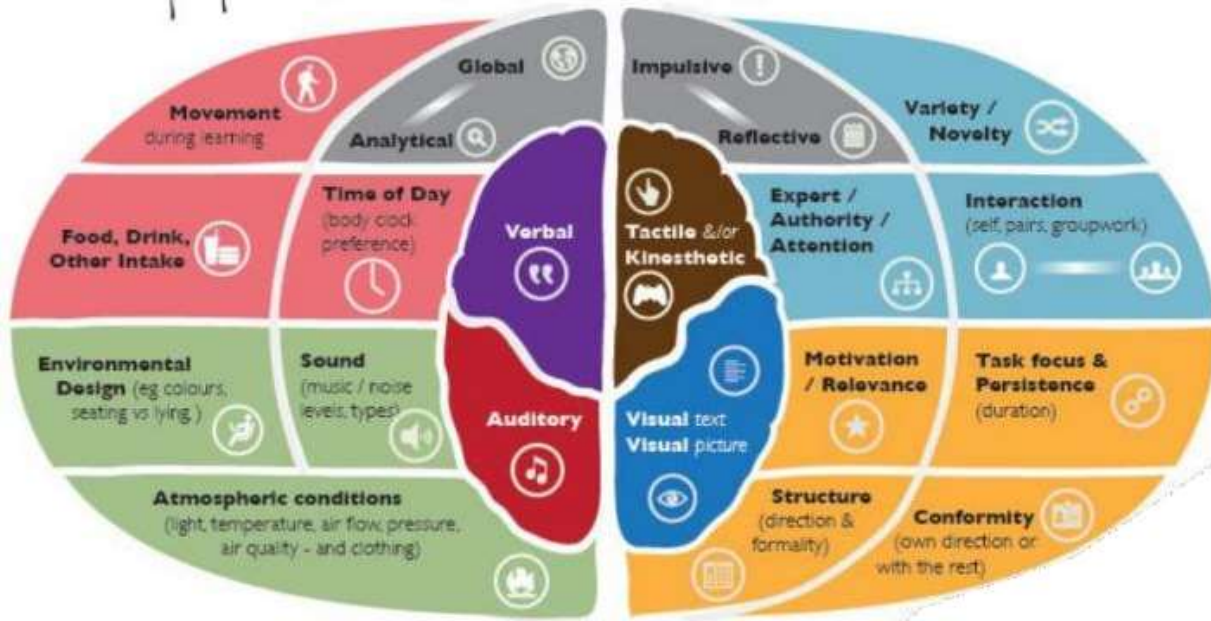 Global
Impulsive
Movement
during learning
Analytical
Reflective
Variety /
Novelty
Time of Day
(body clock
preference)
Food, Drink,
Other Intake
Verbal
Tactile &/or
Kinesthetic
Expert /
Authority /
Attention
Interaction
(self, pairs, groupwork)
Environmental
Design (eg colours,
seating vs lying.)
Sound
(music / noise
levels, types)
Auditory
Visual text
Visual picture
Motivation
/ Relevance
Task focus &
Persistence
(duration)
Atmospheric conditions
(light, temperature, air flow, pressure,
air quality - and clothing)
Structure
(direction &
formality)
Conformity
(own direction or
with the rest)